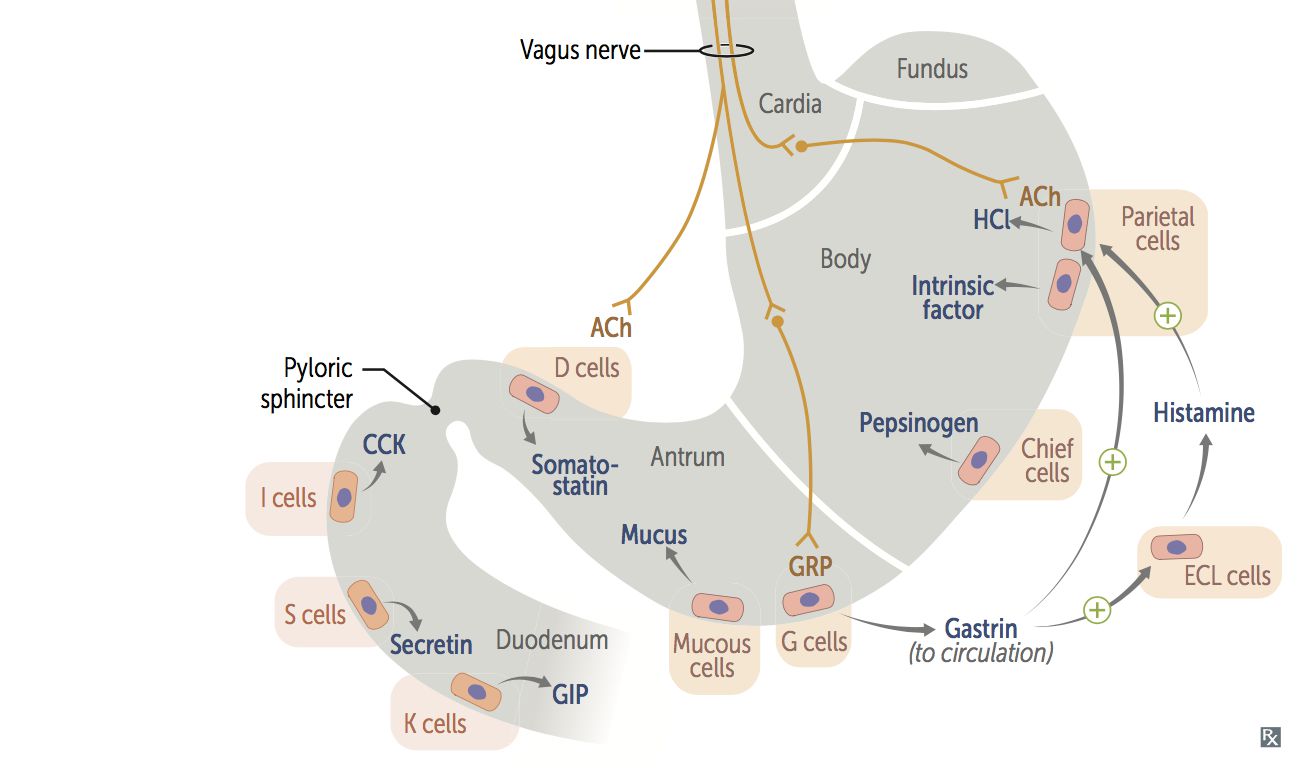 Vagus nerve
Fundus
Cardia
ACh
HCl
Parietal
cells
Body
Intrinsic
factor
ACh
D cells
Pyloric
sphincter
Histamine
Pepsinogen
Chief
cells
CCK
Somato-
statin
Antrum
I cells
Mucus
GRP
ECL cells
S cells
Secretin
Duodenum
Mucous
cells
G cells
Gastrin
(to circulation)
GIP
K cells
Rx